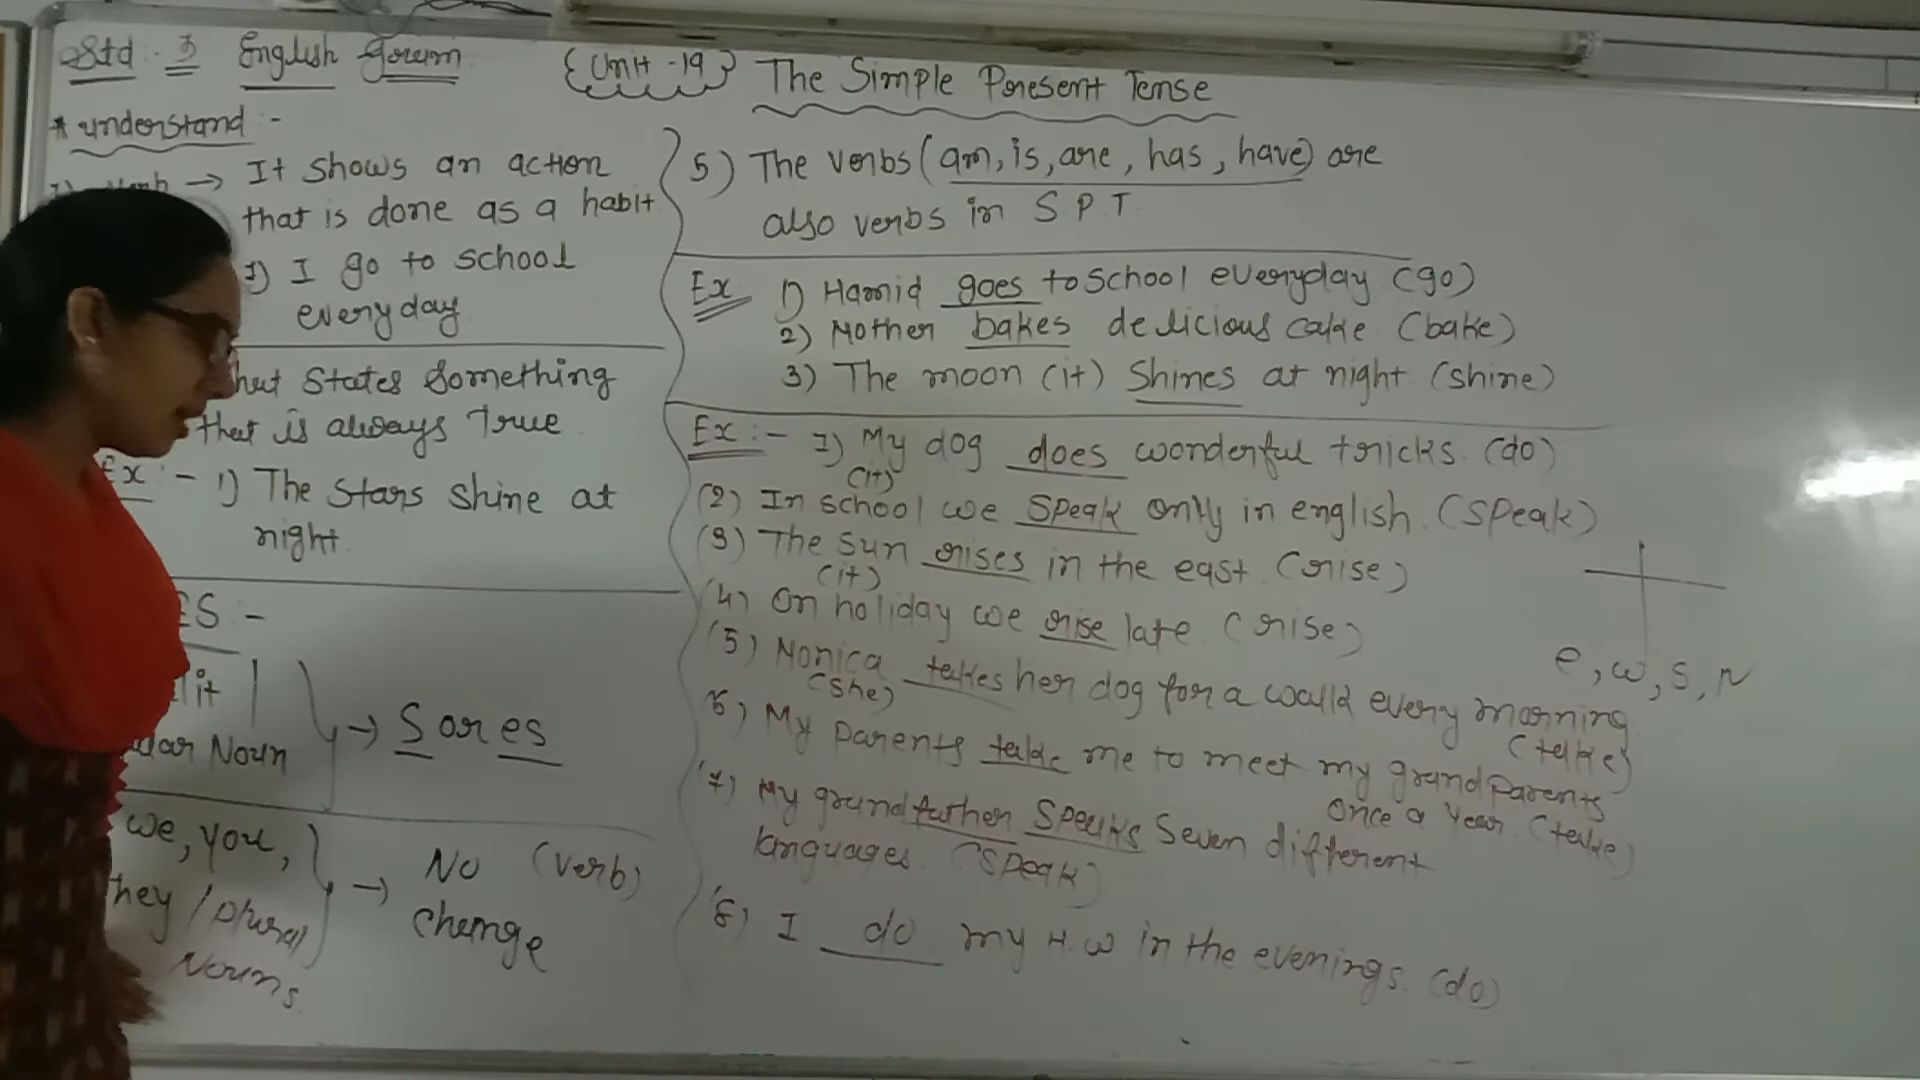 Std - 3 English Gram
{Unit - 19} The Simple Present Tense
* understand :-
verb → It shows an action
that is done as a habit
1) I go to school
everyday
that States Something
that is always True
Ex :- 1) The Stars shine at
night.
ES :-
it
Noun
→ S or es
we, you,
they / plural
Nouns
→ No (verb)
change
5) The verbs (am, is, are, has, have) are
also verbs in S P T
Ex 1) Hamid goes to School everyday (go)
2) Mother bakes delicious cake (bake)
3) The moon (it) Shines at night (shine)
Ex :- 1) My dog does wonderful tricks. (do)
(it)
(2) In school we Speak only in english. (Speak)
(3) The sun rises in the east. (rise)
(it)
(4) On holiday we rise late (rise)
(5) Monica takes her dog for a walk every morning
(She) (take)
6) My parents take me to meet my grandparents
once a year. (take)
7) My grandfather Speaks Seven different
languages. (Speak)
(8) I do my H.W in the evenings. (do)
e, w, s, N